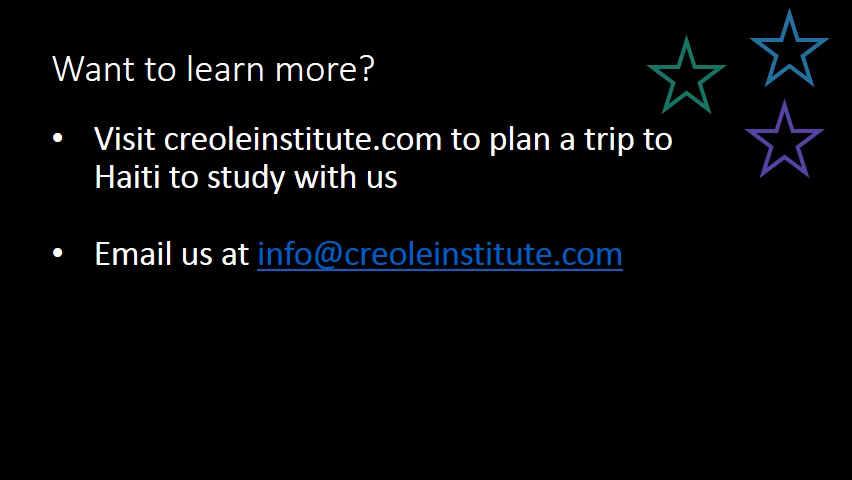 Want to learn more?
• Visit creoleinstitute.com to plan a trip to
Haiti to study with us
• Email us at info@creoleinstitute.com